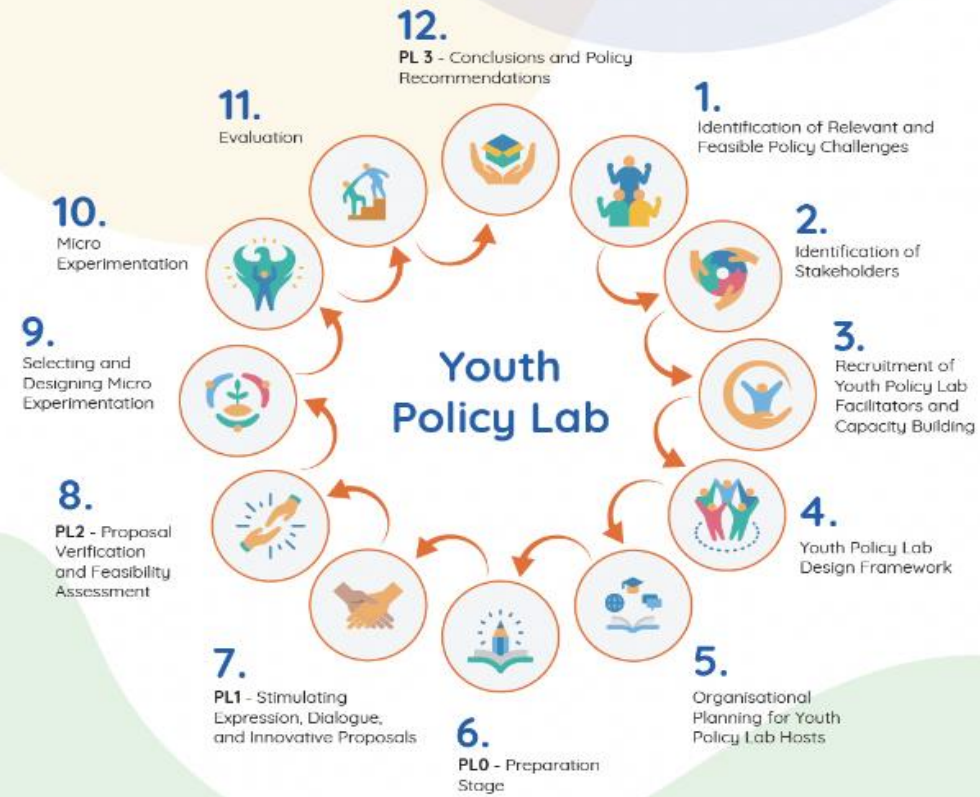 Youth
Policy Lab
1.
Identification of Relevant and
Feasible Policy Challenges
2.
Identification of
Stakeholders
3.
Recruitment of
Youth Policy Lab
Facilitators and
Capacity Building
4.
Youth Policy Lab
Design Framework
5.
Organisational
Planning for Youth
Policy Lab Hosts
6.
PL0 - Preparation
Stage
7.
PL1 - Stimulating
Expression, Dialogue,
and Innovative Proposals
8.
PL2 - Proposal
Verification
and Feasibility
Assessment
9.
Selecting and
Designing Micro
Experimentation
10.
Micro
Experimentation
11.
Evaluation
12.
PL 3 - Conclusions and Policy
Recommendations